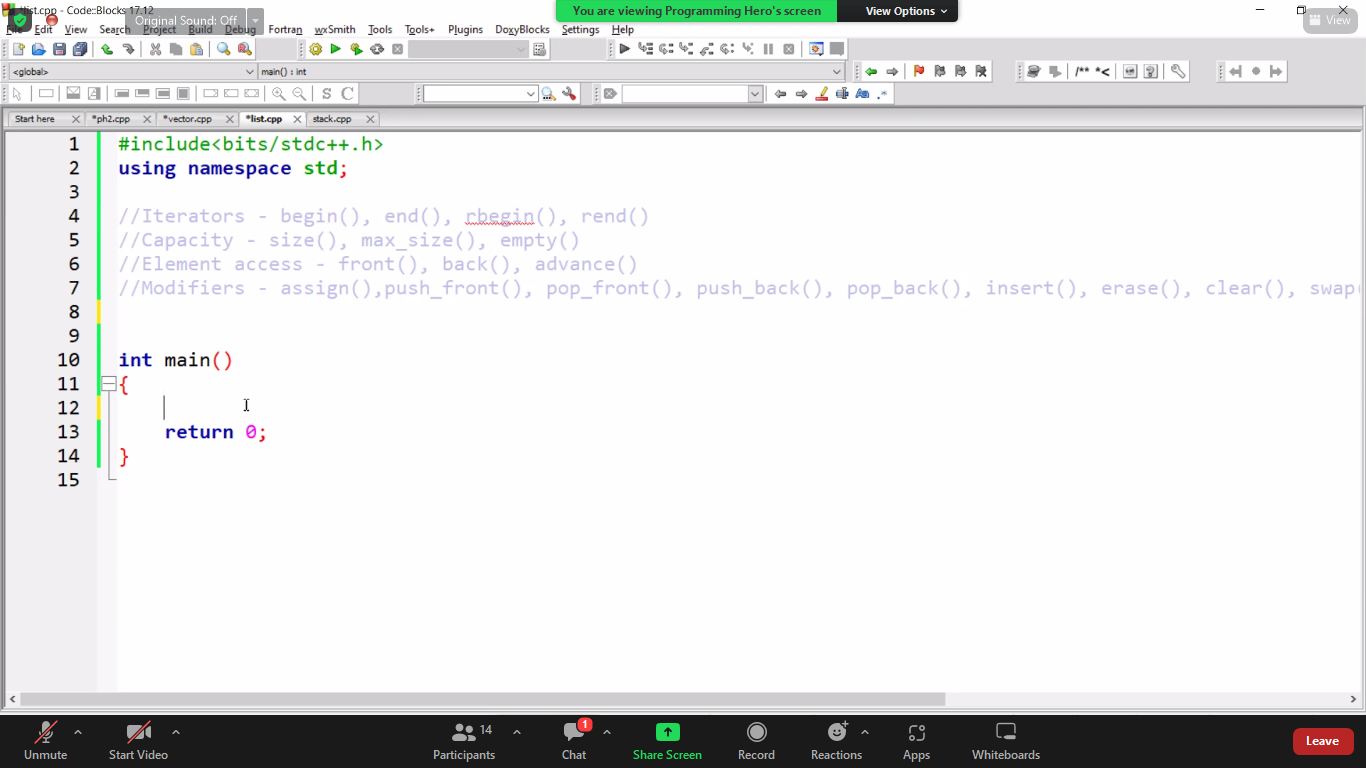 *list.cpp - Code::Blocks 17.12
Original Sound: Off
You are viewing Programming Hero's screen
View Options
View
File Edit View Search Project Build Debug Fortran wxSmith Tools Tools+ Plugins DoxyBlocks Settings Help
<global>
main() : int
/** *<
S C
Aa .*
Start here
*ph2.cpp
*vector.cpp
*list.cpp
stack.cpp
1 #include<bits/stdc++.h>
2 using namespace std;
3
4 //Iterators - begin(), end(), rbegin(), rend()
5 //Capacity - size(), max_size(), empty()
6 //Element access - front(), back(), advance()
7 //Modifiers - assign(),push_front(), pop_front(), push_back(), pop_back(), insert(), erase(), clear(), swap(
8
9
10 int main()
11 {
12
13 return 0;
14 }
15
Unmute
Start Video
14
Participants
1
Chat
Share Screen
Record
Reactions
Apps
Whiteboards
Leave